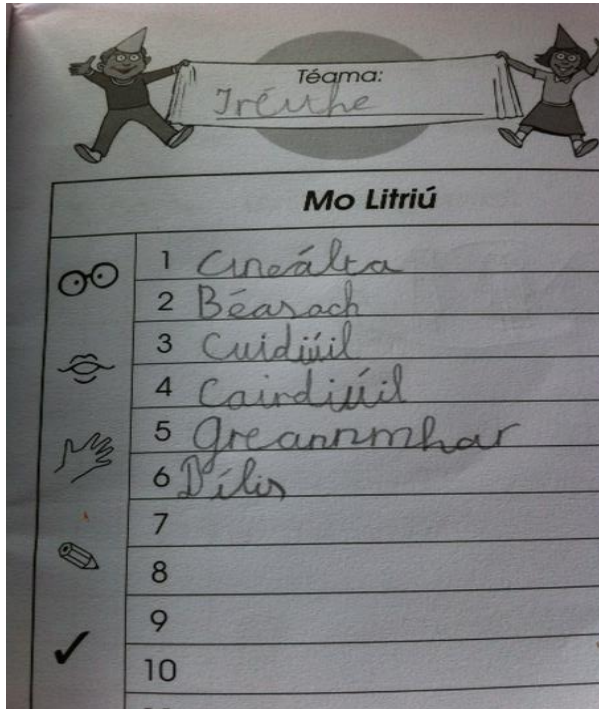 Téama:
Tréithe
Mo Litriú
1 Cineálta
2 Béasach
3 Cuidiúil
4 Cairdiúil
5 greannmhar
6 Dílis
7
8
9
10